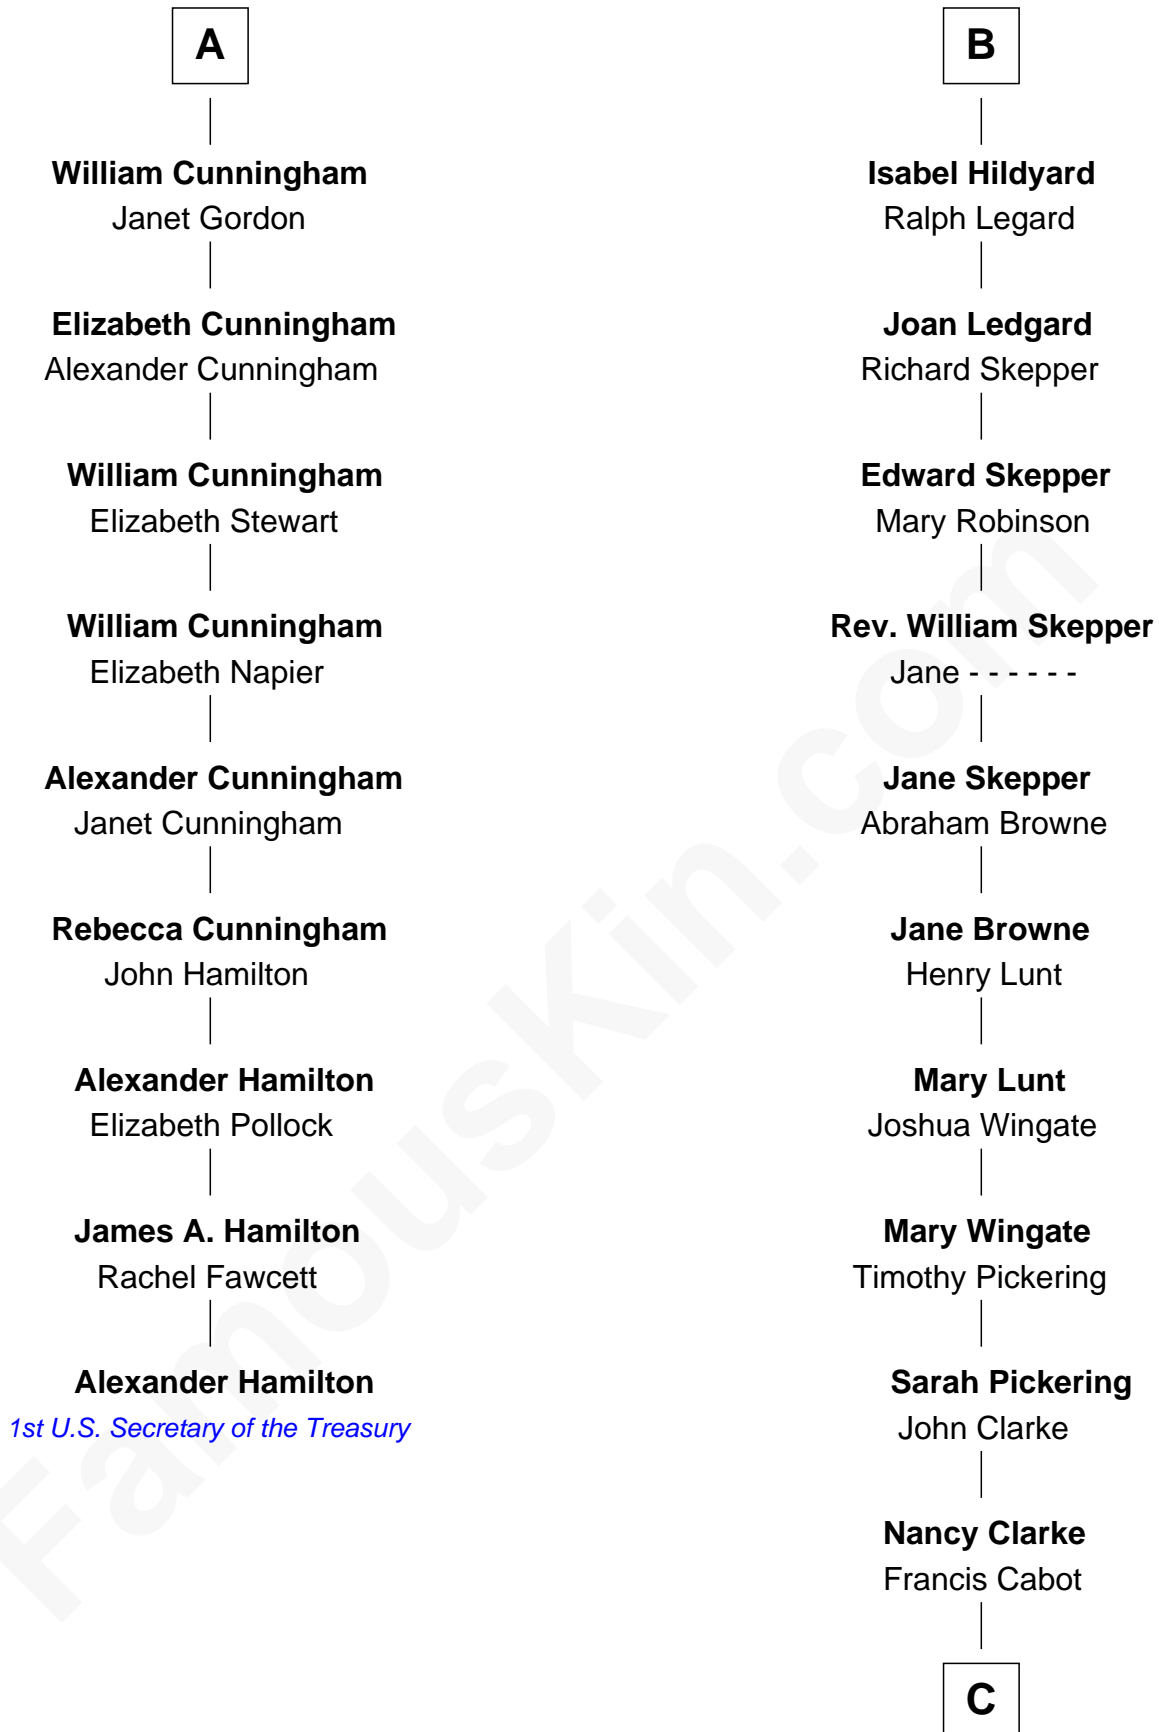 A
William Cunningham
Janet Gordon
Elizabeth Cunningham
Alexander Cunningham
William Cunningham
Elizabeth Stewart
William Cunningham
Elizabeth Napier
Alexander Cunningham
Janet Cunningham
Rebecca Cunningham
John Hamilton
Alexander Hamilton
Elizabeth Pollock
James A. Hamilton
Rachel Fawcett
Alexander Hamilton
1st U.S. Secretary of the Treasury
B
Isabel Hildyard
Ralph Legard
Joan Ledgard
Richard Skepper
Edward Skepper
Mary Robinson
Rev. William Skepper
Jane - - - - - -
Jane Skepper
Abraham Browne
Jane Browne
Henry Lunt
Mary Lunt
Joshua Wingate
Mary Wingate
Timothy Pickering
Sarah Pickering
John Clarke
Nancy Clarke
Francis Cabot
C
FamousKin.com